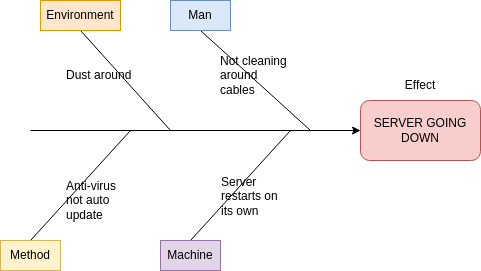 Environment
Man
Dust around
Not cleaning
around
cables
Effect
SERVER GOING
DOWN
Anti-virus
not auto
update
Server
restarts on
its own
Method
Machine